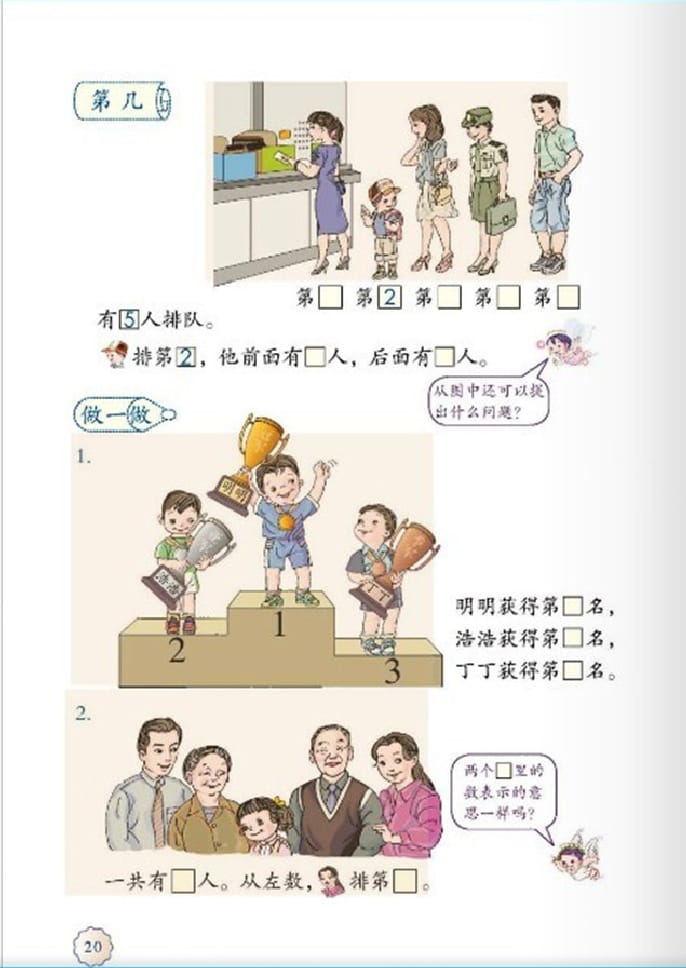 第几
第□ 第2 第□ 第□ 第□
有5人排队。
排第2，他前面有□人，后面有□人。
从图中还可以提
出什么问题？
做一做
1.
明明
浩浩
丁丁
1
2
3
明明获得第□名，
浩浩获得第□名，
丁丁获得第□名。
2.
两个□里的
数表示的意
思一样吗？
一共有□人。从左数，排第□。
20